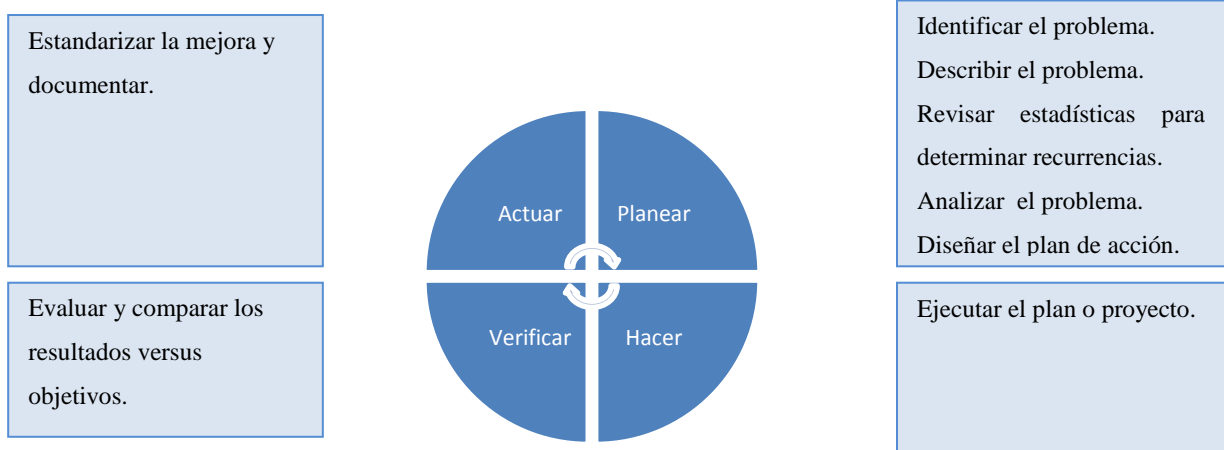 Estandarizar la mejora y
documentar.
Identificar el problema.
Describir el problema.
Revisar estadísticas para
determinar recurrencias.
Analizar el problema.
Diseñar el plan de acción.
Actuar
Planear
Verificar
Hacer
Evaluar y comparar los
resultados versus
objetivos.
Ejecutar el plan o proyecto.